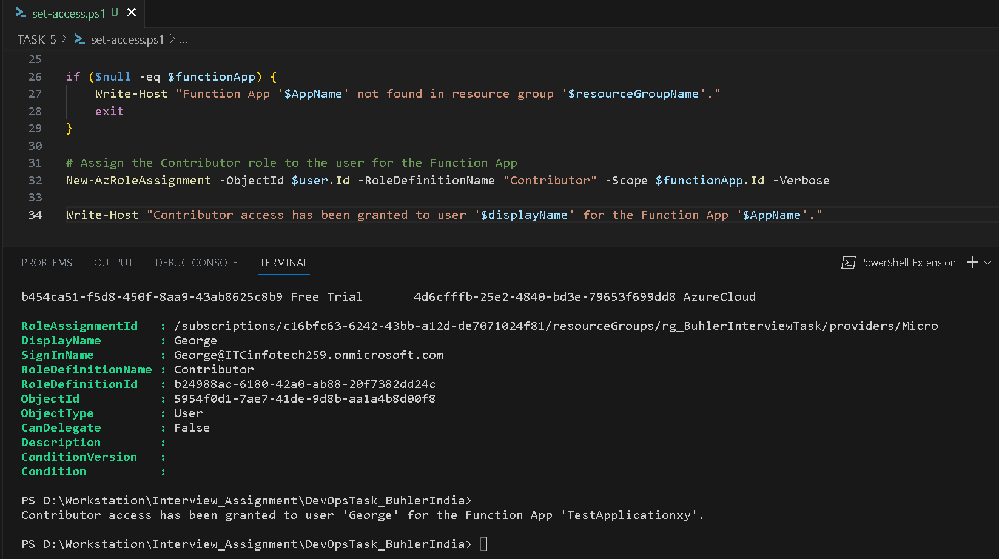 set-access.ps1 U
TASK_5 > set-access.ps1 > ...
25
26 if ($null -eq $functionApp) {
27 Write-Host "Function App '$AppName' not found in resource group '$resourceGroupName'."
28 exit
29 }
30
31 # Assign the Contributor role to the user for the Function App
32 New-AzRoleAssignment -ObjectId $user.Id -RoleDefinitionName "Contributor" -Scope $functionApp.Id -Verbose
33
34 Write-Host "Contributor access has been granted to user '$displayName' for the Function App '$AppName'."
PROBLEMS OUTPUT DEBUG CONSOLE TERMINAL PowerShell Extension
b454ca51-f5d8-450f-8aa9-43ab8625c8b9 Free Trial 4d6cfffb-25e2-4840-bd3e-79653f699dd8 AzureCloud
RoleAssignmentId : /subscriptions/c16bfc63-6242-43bb-a12d-de7071024f81/resourceGroups/rg_BuhlerInterviewTask/providers/Micro
DisplayName : George
SignInName : George@ITCinfotech259.onmicrosoft.com
RoleDefinitionName : Contributor
RoleDefinitionId : b24988ac-6180-42a0-ab88-20f7382dd24c
ObjectId : 5954f0d1-7ae7-41de-9d8b-aa1a4b8d00f8
ObjectType : User
CanDelegate : False
Description :
ConditionVersion :
Condition :
PS D:\Workstation\Interview_Assignment\DevOpsTask_BuhlerIndia>
Contributor access has been granted to user 'George' for the Function App 'TestApplicationxy'.
PS D:\Workstation\Interview_Assignment\DevOpsTask_BuhlerIndia>